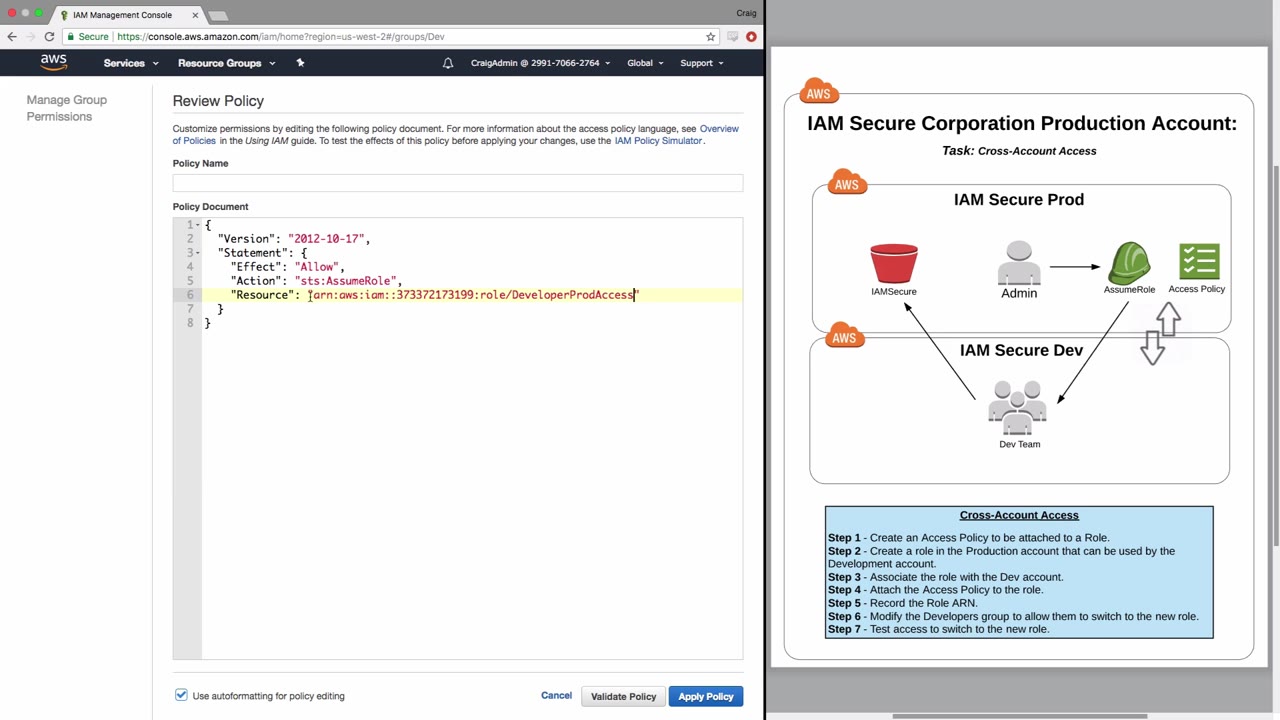 IAM Management Console
Craig
Secure | https://console.aws.amazon.com/iam/home?region=us-west-2#/groups/Dev
aws
Services
Resource Groups
CraigAdmin @ 2991-7066-2764
Global
Support
Manage Group
Permissions
Review Policy
Customize permissions by editing the following policy document. For more information about the access policy language, see Overview
of Policies in the Using IAM guide. To test the effects of this policy before applying your changes, use the IAM Policy Simulator.
Policy Name
Policy Document
1 {
2 "Version": "2012-10-17",
3 "Statement": {
4 "Effect": "Allow",
5 "Action": "sts:AssumeRole",
6 "Resource": "arn:aws:iam::373372173199:role/DeveloperProdAccess"
7 }
8 }
Use autoformatting for policy editing
Cancel
Validate Policy
Apply Policy
AWS
IAM Secure Corporation Production Account:
Task: Cross-Account Access
AWS
IAM Secure Prod
IAMSecure
Admin
AssumeRole
Access Policy
AWS
IAM Secure Dev
Dev Team
Cross-Account Access
Step 1 - Create an Access Policy to be attached to a Role.
Step 2 - Create a role in the Production account that can be used by the
Development account.
Step 3 - Associate the role with the Dev account.
Step 4 - Attach the Access Policy to the role.
Step 5 - Record the Role ARN.
Step 6 - Modify the Developers group to allow them to switch to the new role.
Step 7 - Test access to switch to the new role.